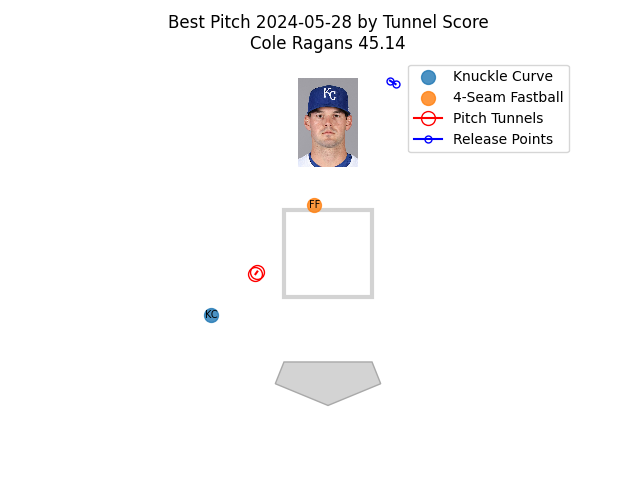 Best Pitch 2024-05-28 by Tunnel Score
Cole Ragans 45.14
Knuckle Curve
4-Seam Fastball
Pitch Tunnels
Release Points
KC
FF
KC